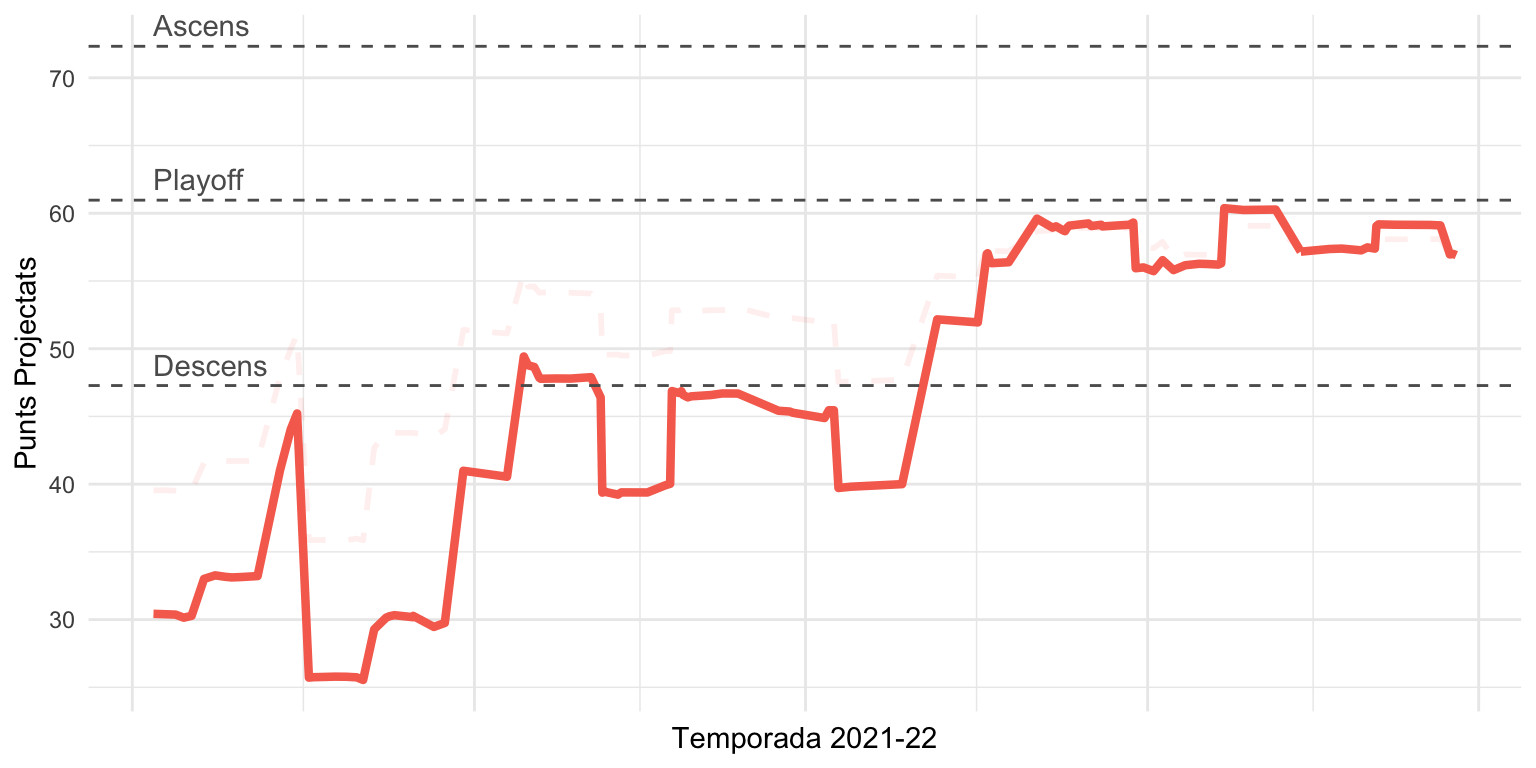 Ascens
70
Playoff
60
50
Descens
40
30
Punts Projectats
Temporada 2021-22